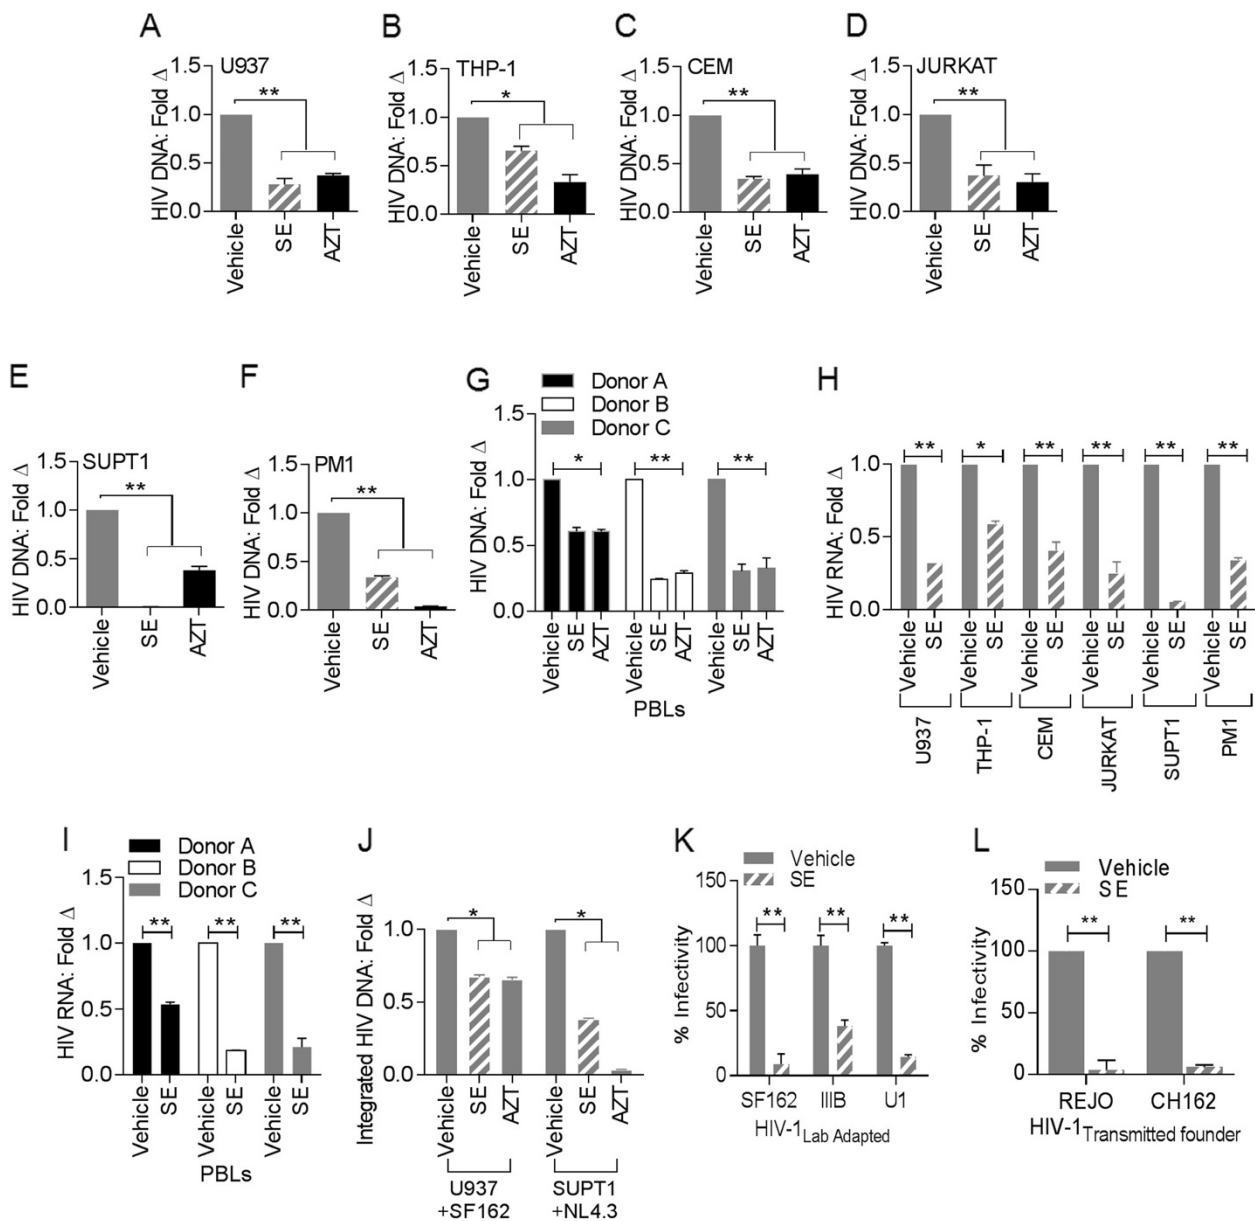 A
B
C
D
U937
THP-1
CEM
JURKAT
HIV DNA: Fold Δ
1.5
1.0
0.5
0.0
**
Vehicle
SE
AZT
HIV DNA: Fold Δ
1.5
1.0
0.5
0.0
*
Vehicle
SE
AZT
HIV DNA: Fold Δ
1.5
1.0
0.5
0.0
**
Vehicle
SE
AZT
HIV DNA: Fold Δ
1.5
1.0
0.5
0.0
**
Vehicle
SE
AZT
E
SUPT1
HIV DNA: Fold Δ
1.5
1.0
0.5
0.0
**
Vehicle
SE
AZT
F
PM1
HIV DNA: Fold Δ
1.5
1.0
0.5
0.0
**
Vehicle
SE
AZT
G
Donor A
Donor B
Donor C
HIV DNA: Fold Δ
1.5
1.0
0.5
0.0
* ** **
Vehicle
SE
AZT
Vehicle
SE
AZT
Vehicle
SE
AZT
PBLs
H
HIV RNA: Fold Δ
1.0
0.5
0.0
** * ** ** ** **
Vehicle
SE
Vehicle
SE
Vehicle
SE
Vehicle
SE
Vehicle
SE
Vehicle
SE
U937
THP-1
CEM
JURKAT
SUPT1
PM1
I
Donor A
Donor B
Donor C
HIV RNA: Fold Δ
1.5
1.0
0.5
0.0
** ** **
Vehicle
SE
Vehicle
SE
Vehicle
SE
PBLs
J
Integrated HIV DNA: Fold Δ
1.0
0.5
0.0
* *
Vehicle
SE
AZT
Vehicle
SE
AZT
U937
+SF162
SUPT1
+NL4.3
K
Vehicle
SE
% Infectivity
150
100
50
0
** ** **
SF162 IIIB U1
HIV-1Lab Adapted
L
Vehicle
SE
% Infectivity
150
100
50
0
** **
REJO CH162
HIV-1Transmitted founder